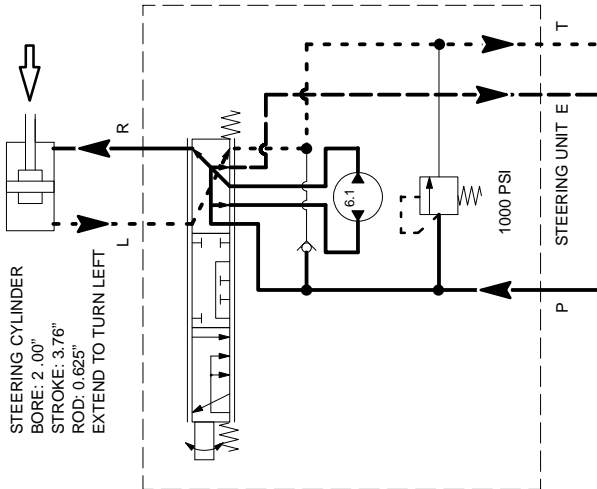 STEERING CYLINDER
BORE: 2 .00"
STROKE: 3.76"
ROD: 0.625"
EXTEND TO TURN LEFT
L
R
6.1
1000 PSI
STEERING UNIT
P
E
T